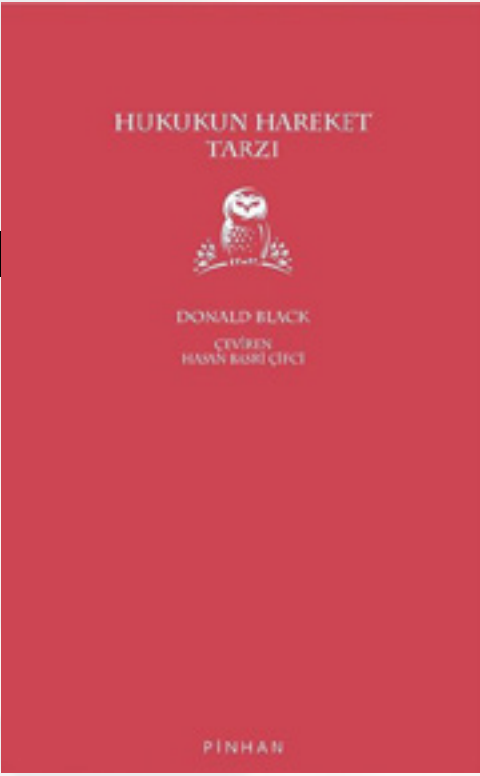 HUKUKUN HAREKET
TARZI
DONALD BLACK
ÇEVİREN
HASAN BASRİ ÇİFCİ
PİNHAN